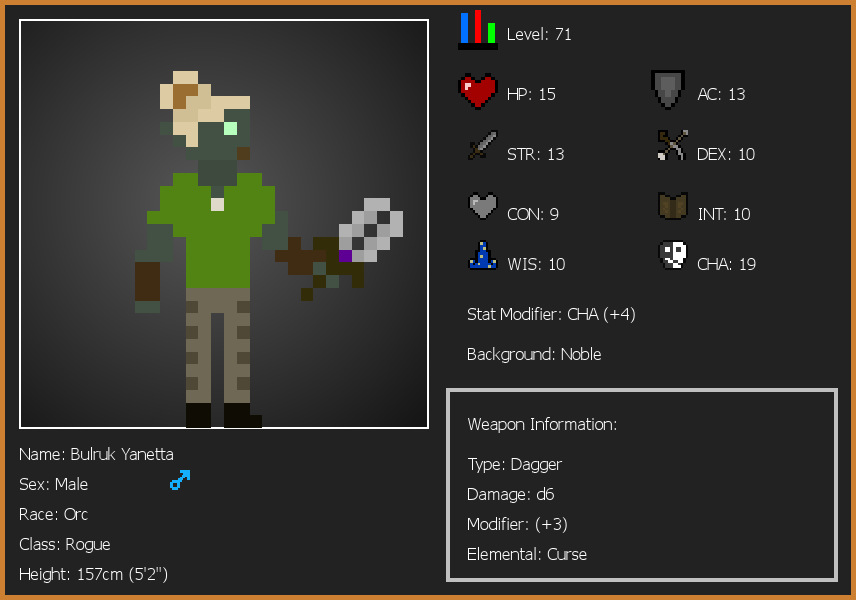 Level: 71
HP: 15
AC: 13
STR: 13
DEX: 10
CON: 9
INT: 10
WIS: 10
CHA: 19
Stat Modifier: CHA (+4)
Background: Noble
Weapon Information:
Type: Dagger
Damage: d6
Modifier: (+3)
Elemental: Curse
Name: Bulruk Yanetta
Sex: Male
Race: Orc
Class: Rogue
Height: 157cm (5'2")